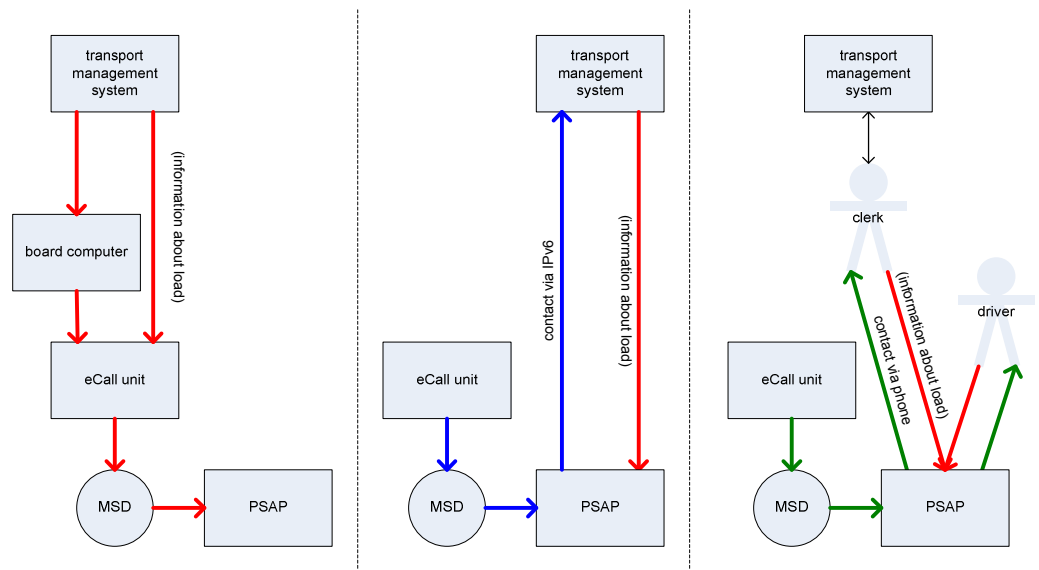 transport
management
system
(information about load)
board computer
eCall unit
MSD
PSAP
transport
management
system
contact via IPv6
(information about load)
eCall unit
MSD
PSAP
transport
management
system
clerk
driver
(information about load)
contact via phone
eCall unit
MSD
PSAP